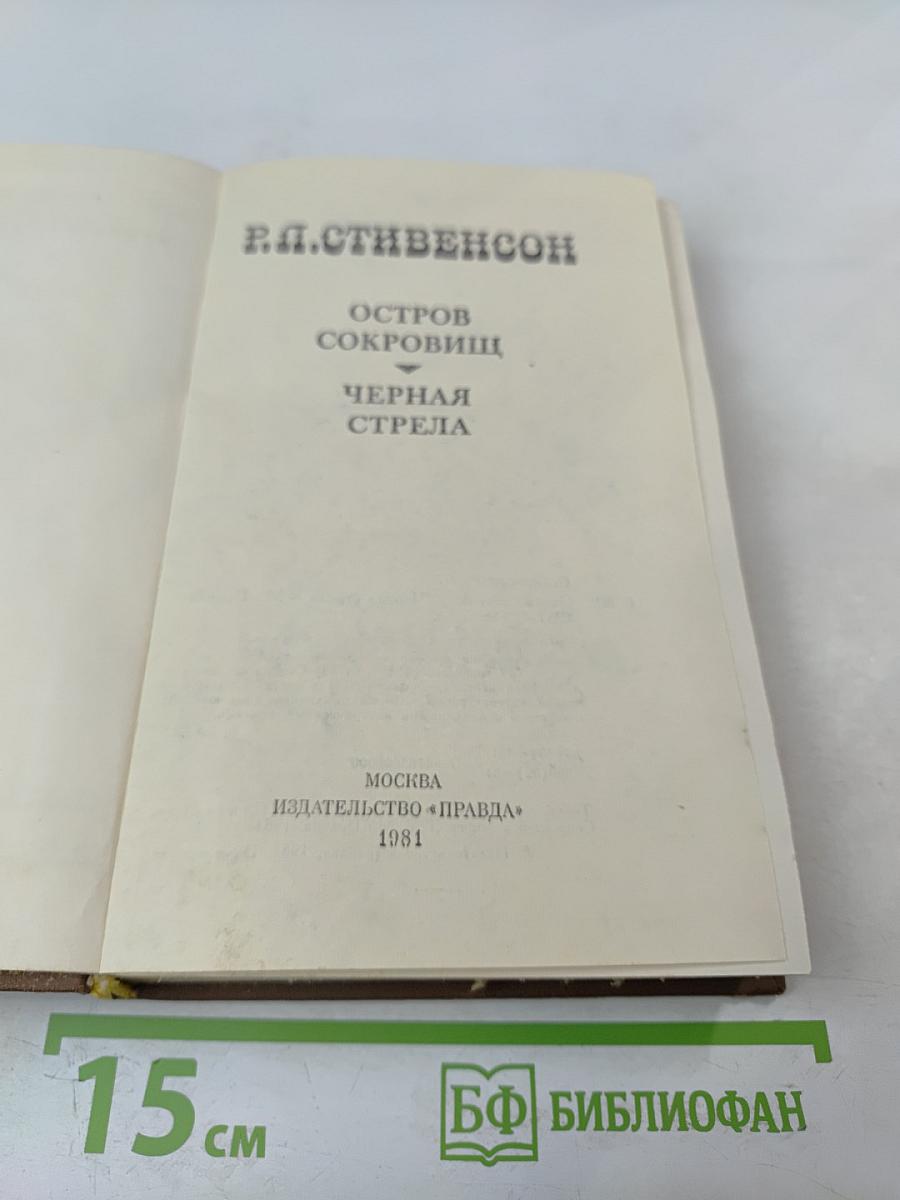 Р.Л.СТИВЕНСОН
ОСТРОВ
СОКРОВИЩ
ЧЕРНАЯ
СТРЕЛА
МОСКВА
ИЗДАТЕЛЬСТВО «ПРАВДА»
1981
15 см
БФ БИБЛИОФАН